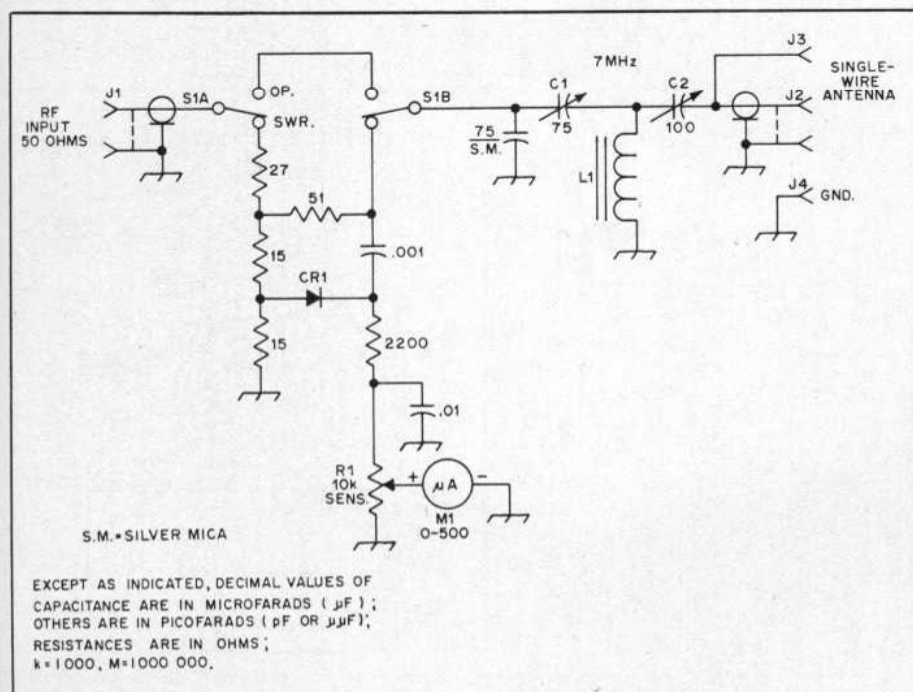 J1
RF
INPUT
50 OHMS
S1A
OP.
SWR.
S1B
27
51
15
.001
CR1
15
2200
.01
R1
10k
SENS.
+
μA
-
M1
0-500
7MHz
C1
75
75
S.M.
L1
C2
100
J3
SINGLE-
WIRE
ANTENNA
J2
J4
GND.
S.M.=SILVER MICA
EXCEPT AS INDICATED, DECIMAL VALUES OF
CAPACITANCE ARE IN MICROFARADS ( μF ) ;
OTHERS ARE IN PICOFARADS ( pF OR μμF);
RESISTANCES ARE IN OHMS ;
k=1000, M=1000 000.